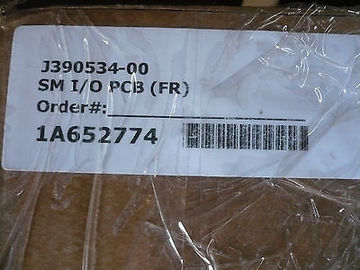 J390534-00
SM I/O PCB (FR)
Order#:
1A652774